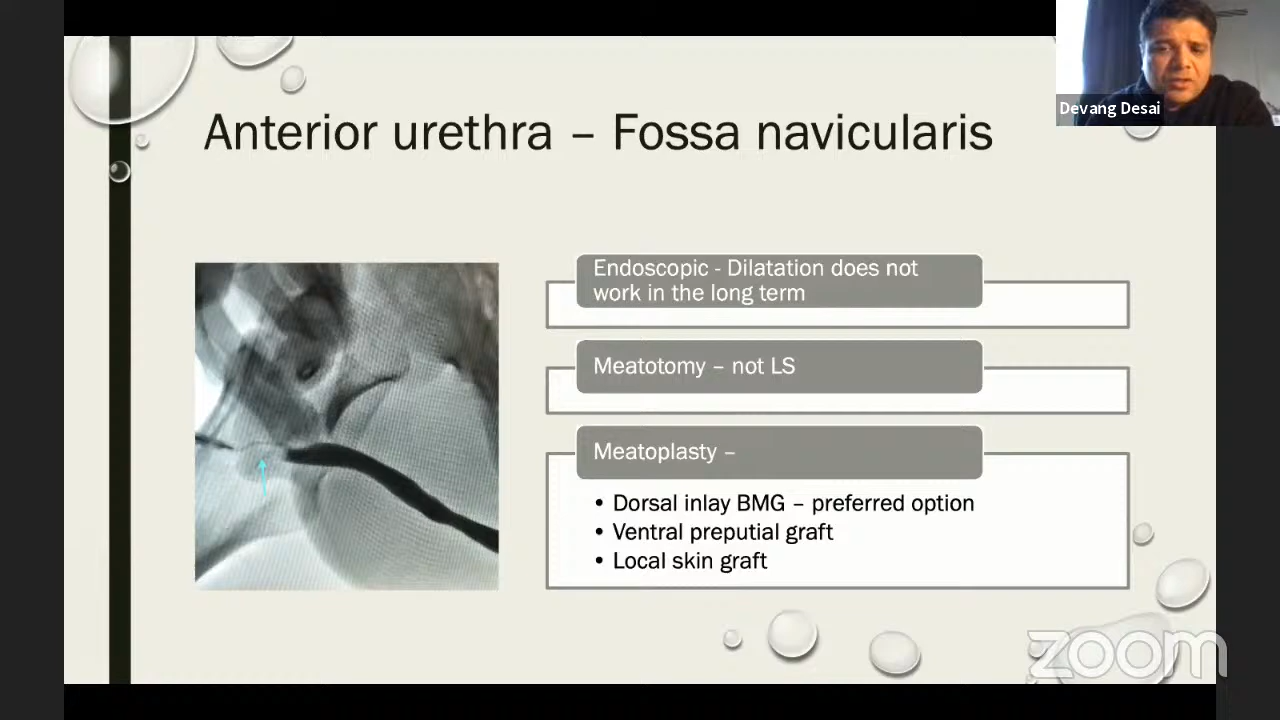 Devang Desai
Anterior urethra – Fossa navicularis
Endoscopic - Dilatation does not
work in the long term
Meatotomy – not LS
Meatoplasty –
• Dorsal inlay BMG – preferred option
• Ventral preputial graft
• Local skin graft
zoom